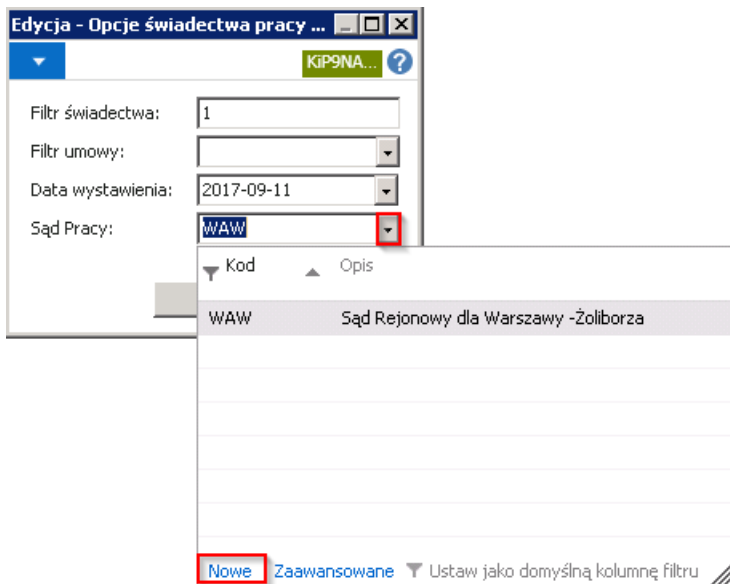 Edycja - Opcje świadectwa pracy ...
KiP9NA... ?
Filtr świadectwa: 1
Filtr umowy:
Data wystawienia: 2017-09-11
Sąd Pracy: WAW
Kod Opis
WAW Sąd Rejonowy dla Warszawy -Żoliborza
Nowe Zaawansowane Ustaw jako domyślną kolumnę filtru